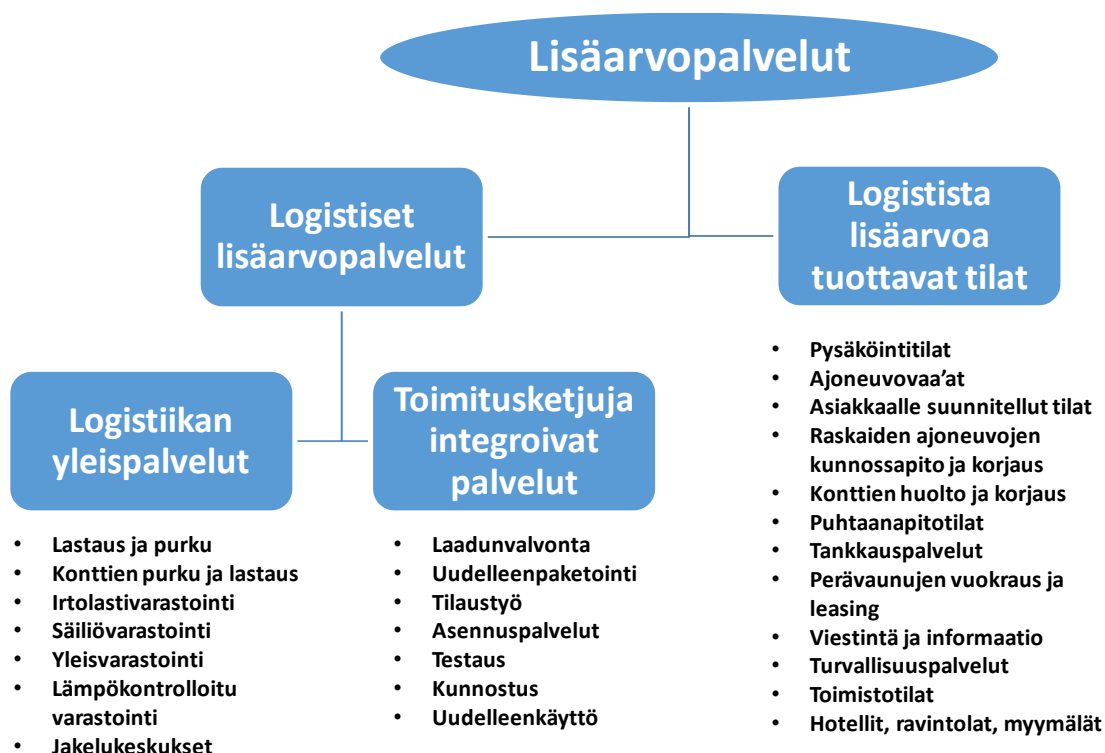 Lisäarvopalvelut
Logistiset
lisäarvopalvelut
Logistista
lisäarvoa
tuottavat tilat
Logistiikan
yleispalvelut
Toimitusketjuja
integroivat
palvelut
• Lastaus ja purku
• Konttien purku ja lastaus
• Irtolastivarastointi
• Säiliövarastointi
• Yleisvarastointi
• Lämpökontrolloitu
varastointi
• Jakelukeskukset
• Laadunvalvonta
• Uudelleenpaketointi
• Tilaustyö
• Asennuspalvelut
• Testaus
• Kunnostus
• Uudelleenkäyttö
• Pysäköintitilat
• Ajoneuvovaa’at
• Asiakkaalle suunnitellut tilat
• Raskaiden ajoneuvojen
kunnossapito ja korjaus
• Konttien huolto ja korjaus
• Puhtaanapitotilat
• Tankkauspalvelut
• Perävaunujen vuokraus ja
leasing
• Viestintä ja informaatio
• Turvallisuuspalvelut
• Toimistotilat
• Hotellit, ravintolat, myymälät